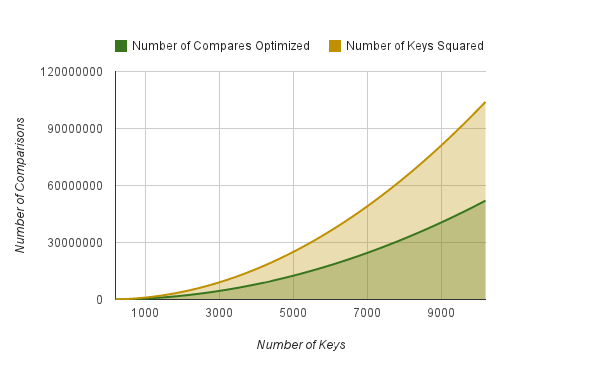 Number of Compares Optimized Number of Keys Squared
120000000
90000000
60000000
30000000
0
Number of Comparisons
1000 3000 5000 7000 9000
Number of Keys